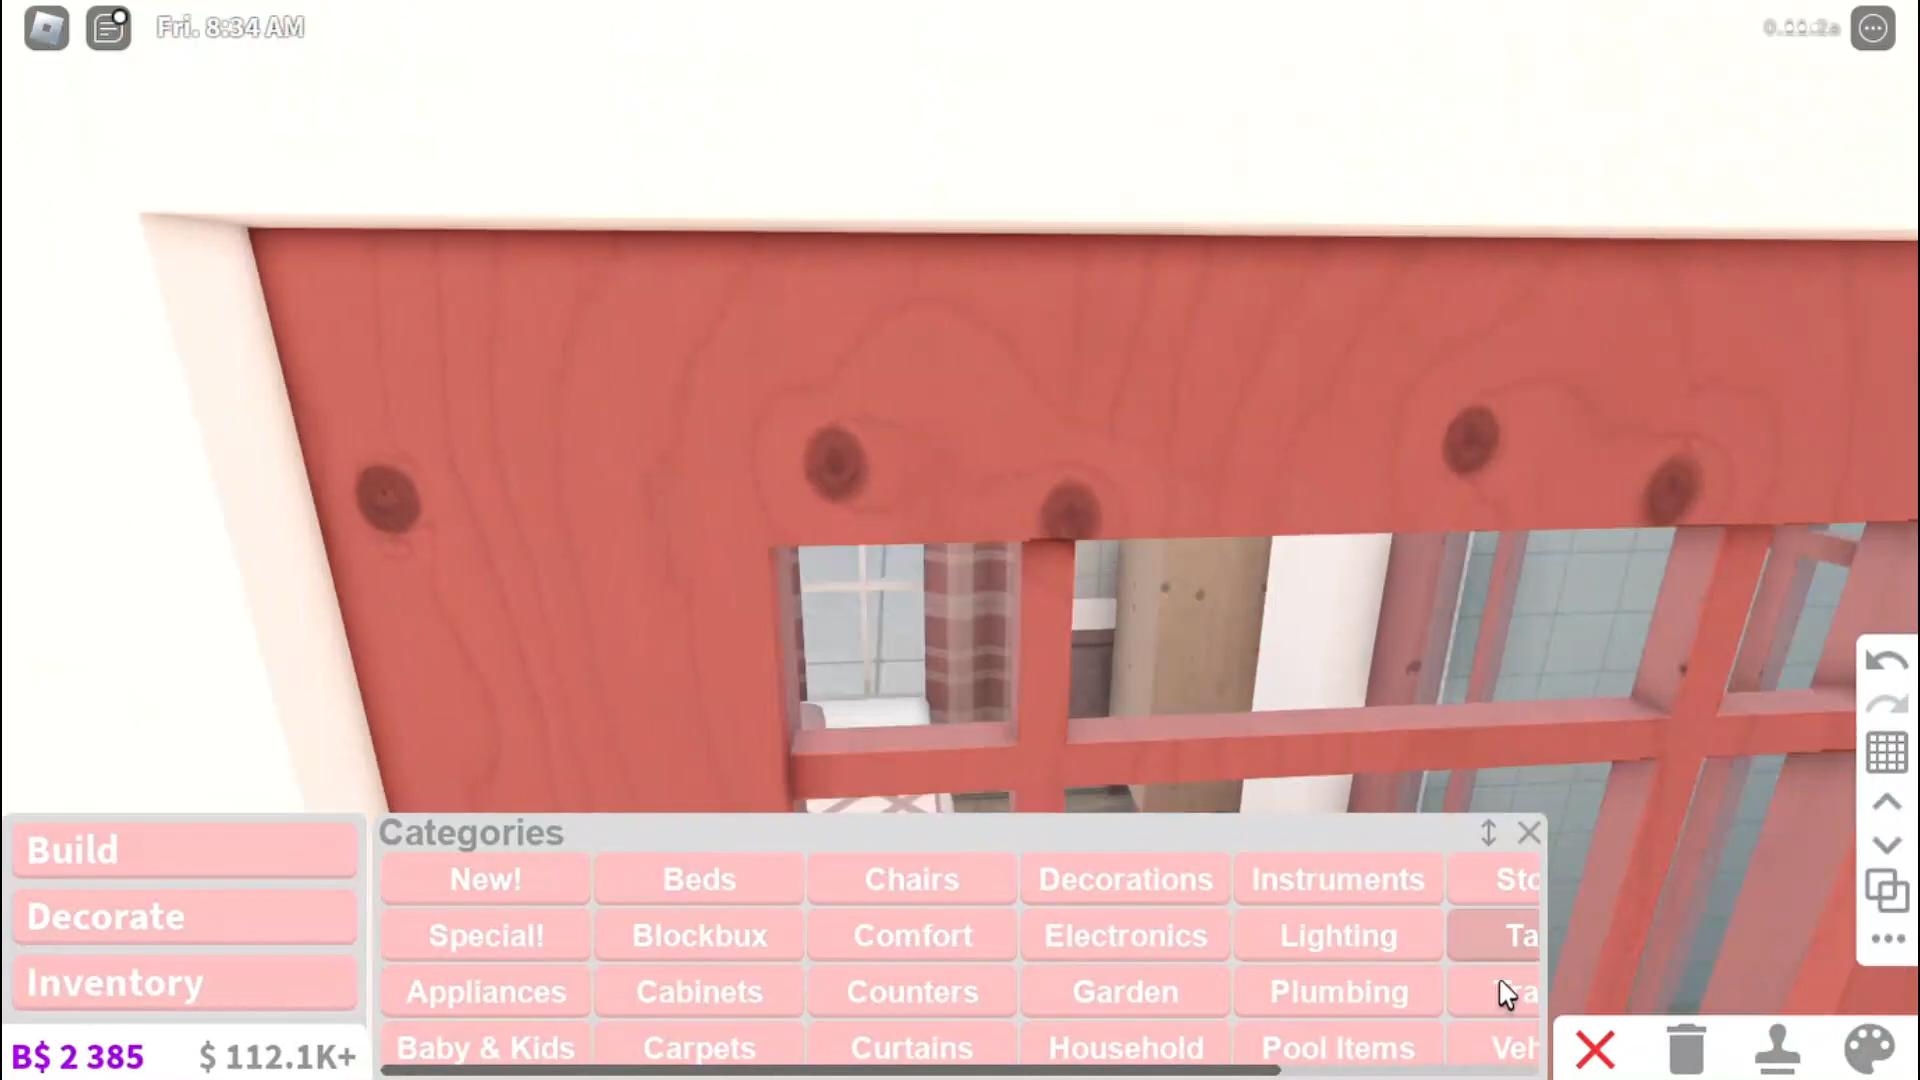 Fri. 8:34 AM
Categories
Build
Decorate
Inventory
New! Beds Chairs Decorations Instruments
Special! Blockbux Comfort Electronics Lighting
Appliances Cabinets Counters Garden Plumbing
Baby & Kids Carpets Curtains Household Pool Items
B$ 2 385 $ 112.1K+